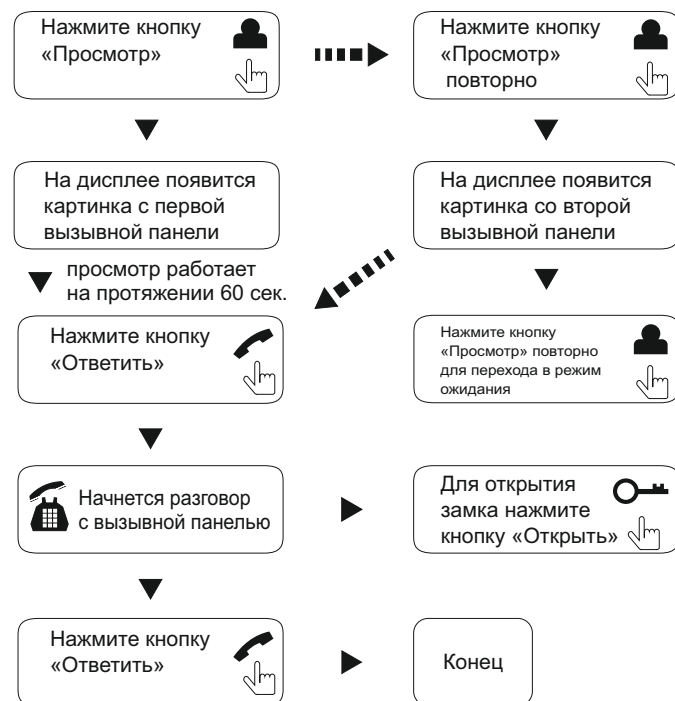 Нажмите кнопку
«Просмотр»
Нажмите кнопку
«Просмотр»
повторно
На дисплее появится
картинка с первой
вызывной панели
На дисплее появится
картинка со второй
вызывной панели
просмотр работает
на протяжении 60 сек.
Нажмите кнопку
«Ответить»
Нажмите кнопку
«Просмотр» повторно
для перехода в режим
ожидания
Начнется разговор
с вызывной панелью
Для открытия
замка нажмите
кнопку «Открыть»
Нажмите кнопку
«Ответить»
Конец